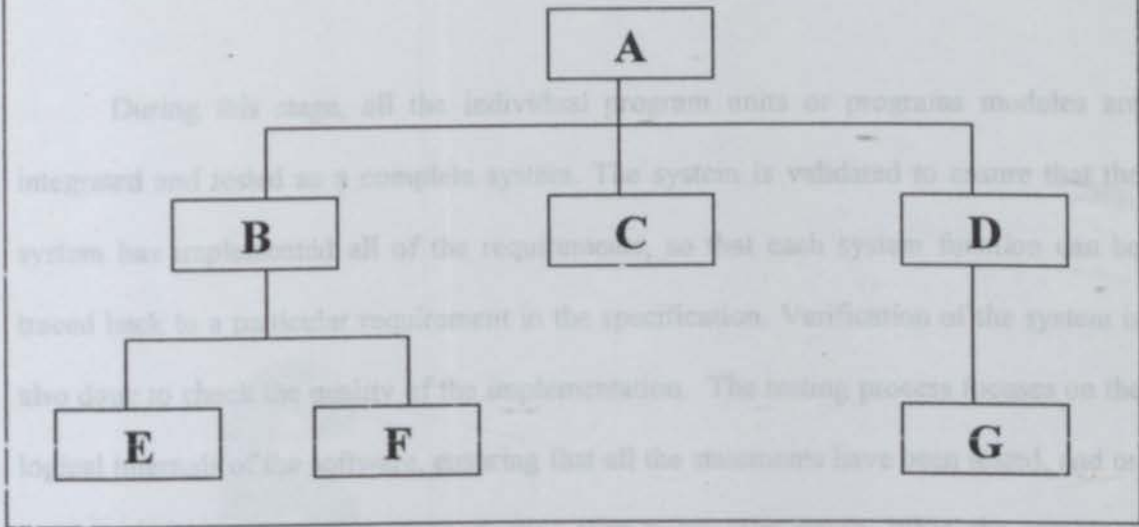 A
During this stage, all the individual program units or programs modules are
integrated and tested as a complete system. The system is validated to ensure that the
B C D
system has implemented all of the requirements, so that each system function can be
traced back to a particular requirement in the specification. Verification of the system is
also done to check the quality of the implementation. The testing process focuses on the
E F G
logical internals of the software, ensuring that all the statements have been tested, and on